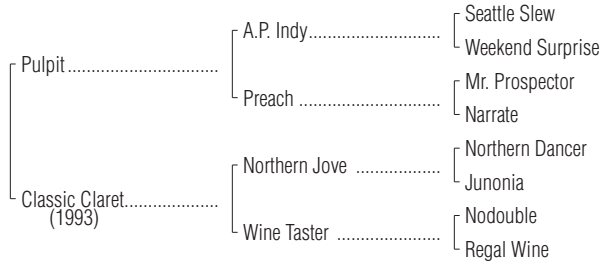 Seattle Slew
A.P. Indy
Weekend Surprise
Pulpit
Mr. Prospector
Preach
Narrate
Northern Dancer
Northern Jove
Junonia
Classic Claret
(1993)
Nodouble
Wine Taster
Regal Wine